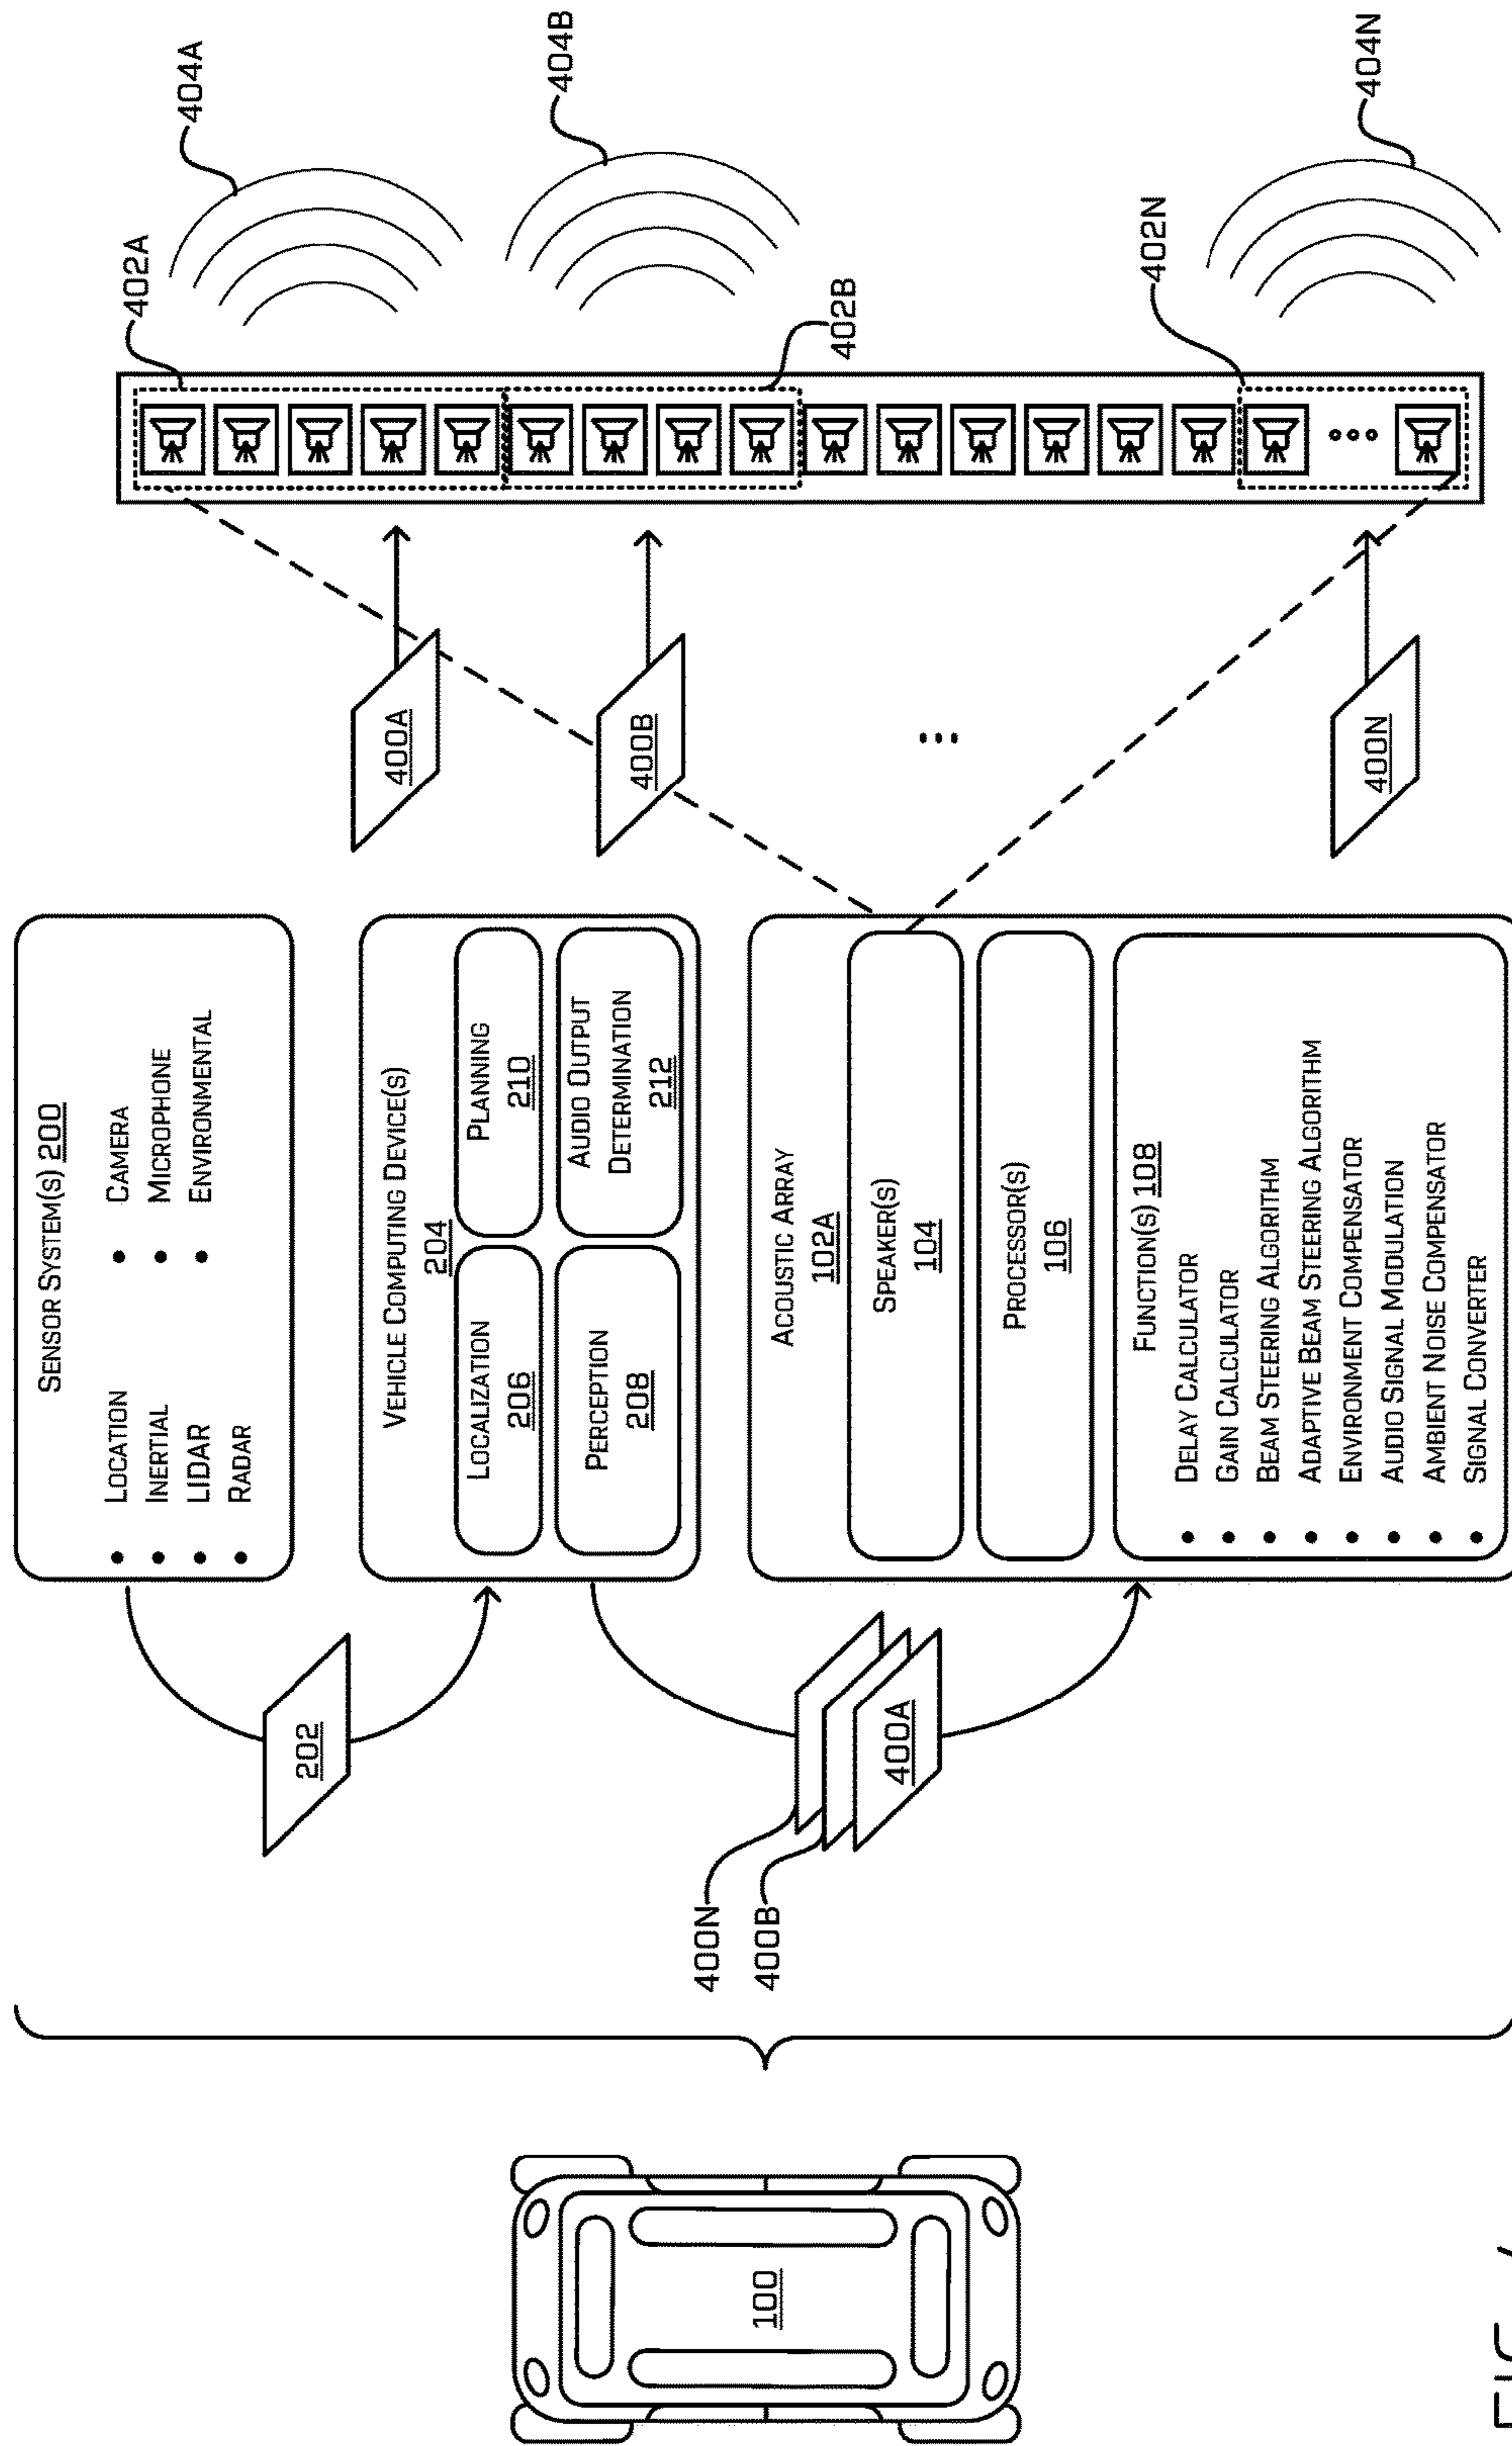 SENSOR SYSTEM(S) 200
• LOCATION
• INERTIAL
• LIDAR
• RADAR
• CAMERA
• MICROPHONE
• ENVIRONMENTAL
202
VEHICLE COMPUTING DEVICE(S)
204
LOCALIZATION
206
PLANNING
210
PERCEPTION
208
AUDIO OUTPUT
DETERMINATION
212
400N
400B
400A
ACOUSTIC ARRAY
102A
SPEAKER(S)
104
PROCESSOR(S)
106
FUNCTION(S) 108
• DELAY CALCULATOR
• GAIN CALCULATOR
• BEAM STEERING ALGORITHM
• ADAPTIVE BEAM STEERING ALGORITHM
• ENVIRONMENT COMPENSATOR
• AUDIO SIGNAL MODULATION
• AMBIENT NOISE COMPENSATOR
• SIGNAL CONVERTER
100
400A
400B
...
400N
402A
402B
402N
404A
404B
404N
FIG.